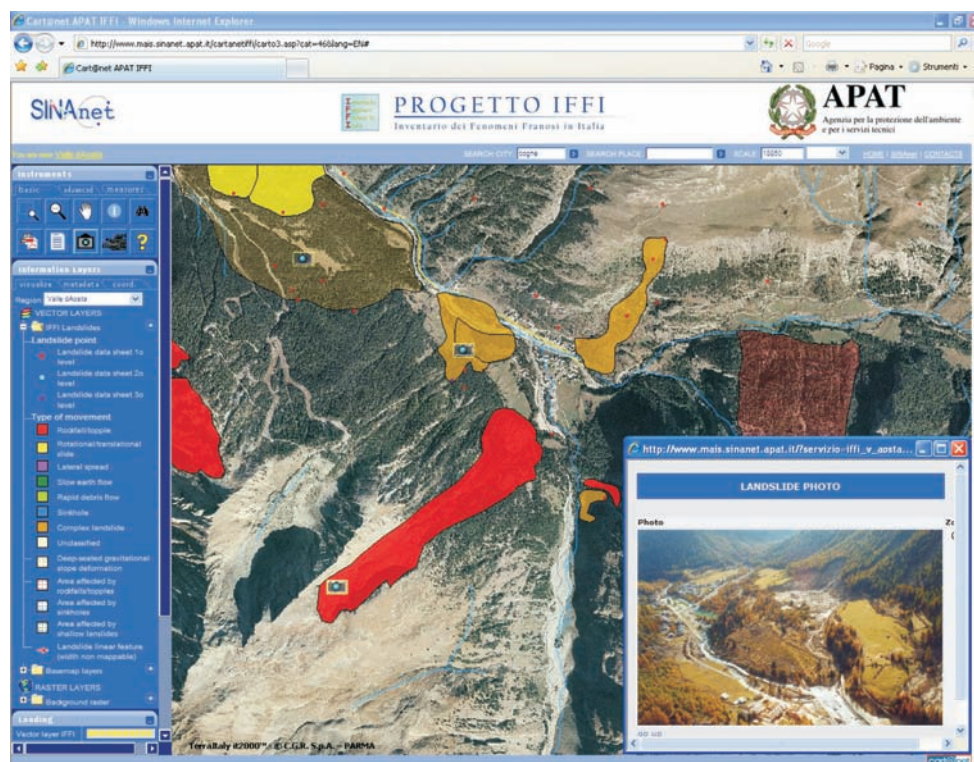 Cart@net APAT IFFI - Windows Internet Explorer
http://www.mais.sinanet.apat.it/cartanetiffi/carto3.asp?cat=46&lang=EN#
Google
Cart@net APAT IFFI
Pagina
Strumenti
SINAnet
PROGETTO IFFI
Inventario dei Fenomeni Franosi in Italia
APAT
Agenzia per la protezione dell'ambiente
e per i servizi tecnici
SEARCH CITY: cogne
SEARCH PLACE:
SCALE 15850
HOME | SINAnet | CONTACTS
Instruments
basic advanced measures
Information Layers
visualize metadata coord.
Region Valle dAosta
VECTOR LAYERS
IFFI Landslides
Landslide point
Landslide data sheet 1o
level
Landslide data sheet 2o
level
Landslide data sheet 3o
level
Type of movement
Rockfall/topple
Rotational/translational
slide
Lateral spread
Slow earth flow
Rapid debris flow
Sinkhole
Complex landslide
Unclassified
Deep-seated gravitational
slope deformation
Area affected by
rockfalls/topples
Area affected by
sinkholes
Area affected by
shallow landslides
Landslide linear feature
(width non mappable)
Basemap layers
RASTER LAYERS
Background raster
Loading
Vector layer IFFI
http://www.mais.sinanet.apat.it/?servizio=iffi_v_aosta...
LANDSLIDE PHOTO
Photo
TerraItaly it2000™ - © C.G.R. S.p.A. - PARMA